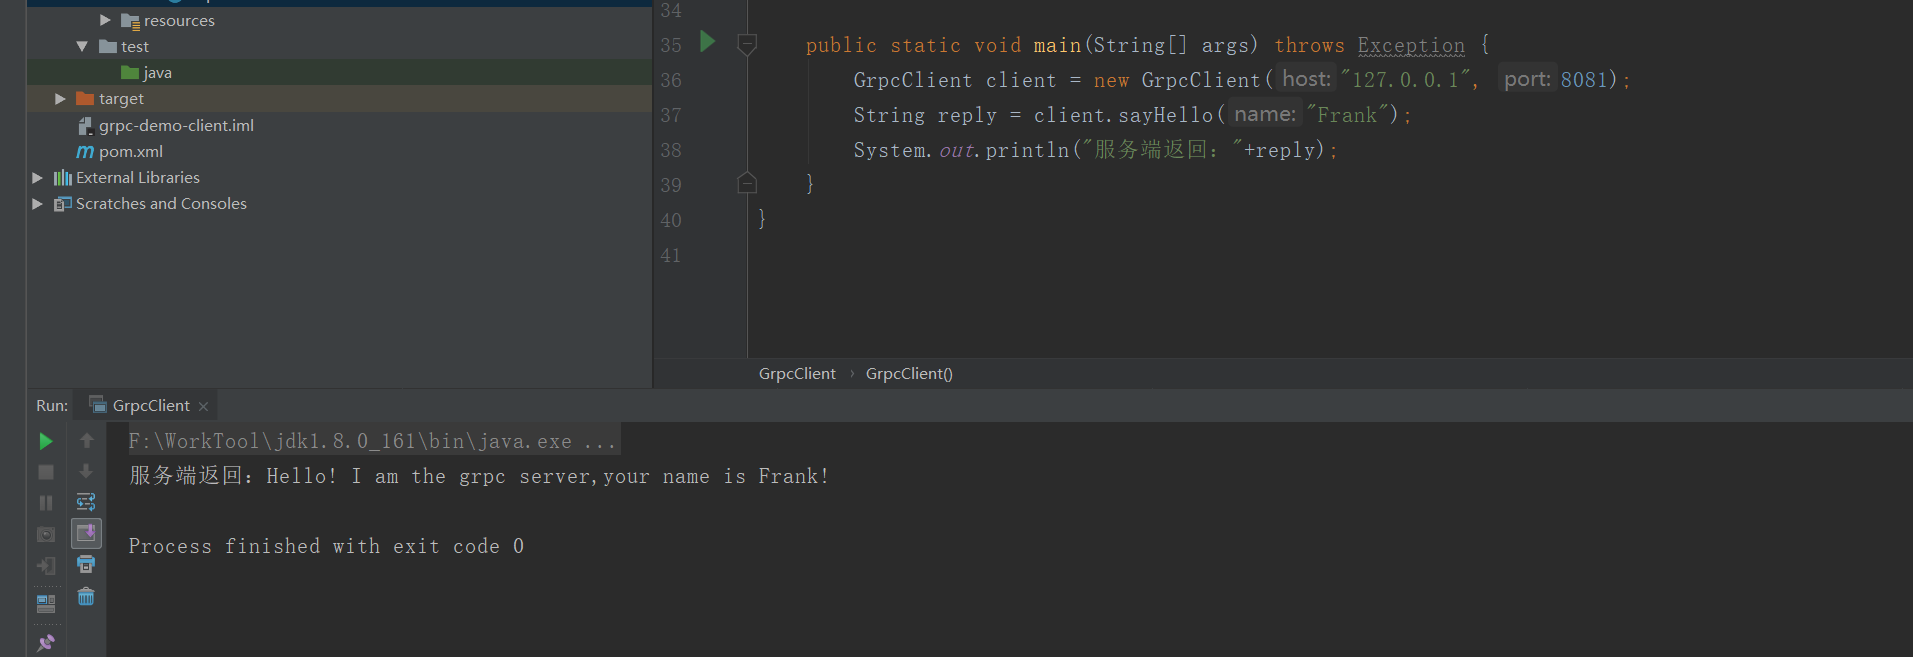 resources
test
java
target
grpc-demo-client.iml
pom.xml
External Libraries
Scratches and Consoles
34
35 public static void main(String[] args) throws Exception {
36 GrpcClient client = new GrpcClient( host: "127.0.0.1", port: 8081);
37 String reply = client.sayHello( name: "Frank");
38 System.out.println("服务端返回："+reply);
39 }
40 }
41
GrpcClient › GrpcClient()
Run: GrpcClient ×
F:\WorkTool\jdk1.8.0_161\bin\java.exe ...
服务端返回：Hello! I am the grpc server,your name is Frank!
Process finished with exit code 0